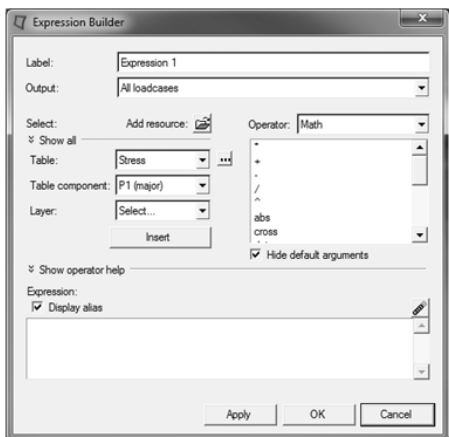 Expression Builder
Label: Expression 1
Output: All loadcases
Select: Add resource: Operator: Math
Show all
Table: Stress ...
Table component: P1 (major)
Layer: Select...
Insert
*
+
-
/
^
abs
cross
Hide default arguments
Show operator help
Expression:
Display alias
Apply OK Cancel